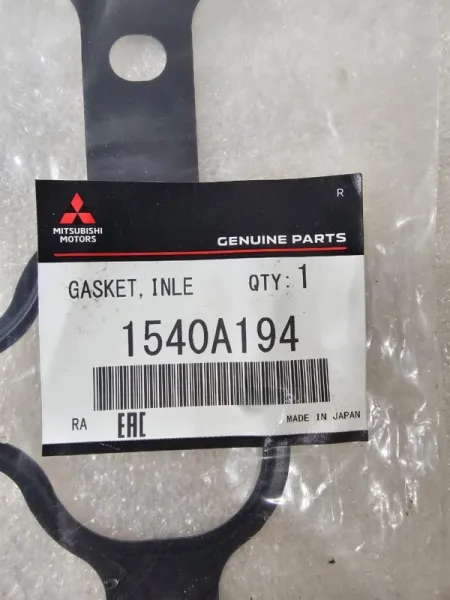 R
MITSUBISHI
MOTORS
GENUINE PARTS
GASKET, INLE QTY: 1
1540A194
RA EAC MADE IN JAPAN